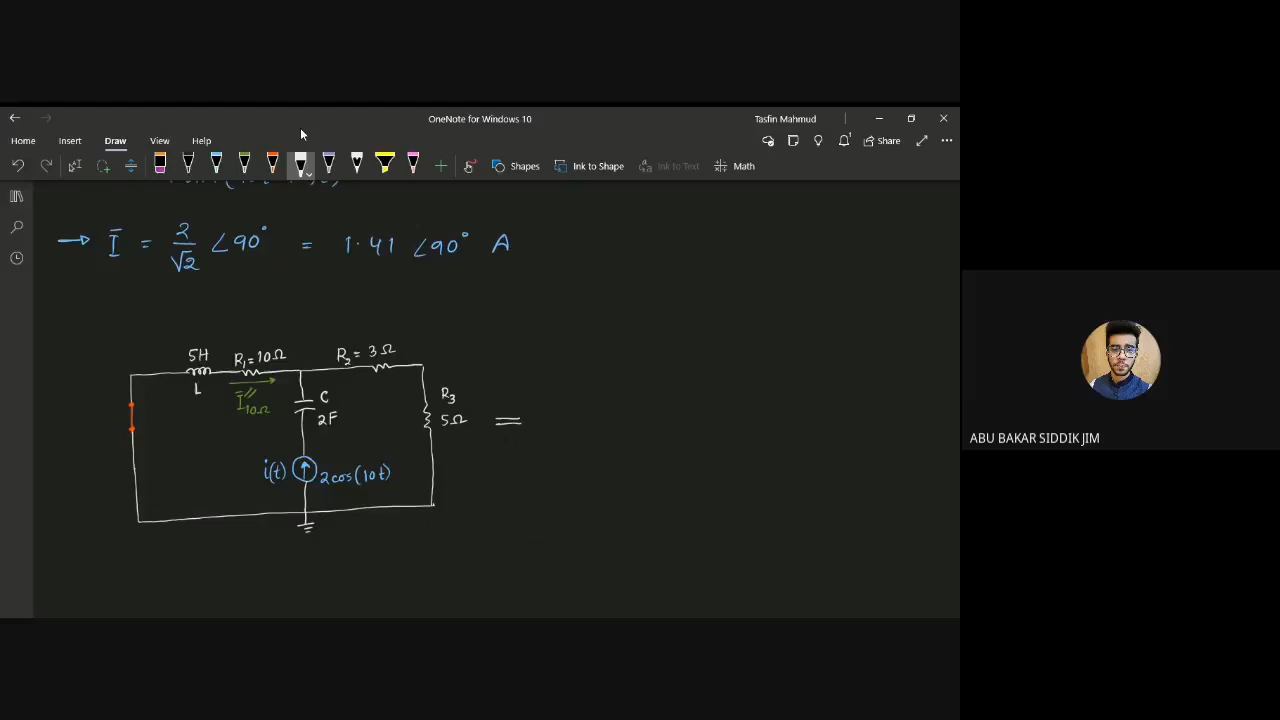 OneNote for Windows 10
Tasfin Mahmud
Home Insert Draw View Help
Share
Shapes Ink to Shape Ink to Text Math
→ Ī = 2/√2 ∠90° = 1.41 ∠90° A
5H R₁=10Ω R₂= 3Ω
L
Ī″10Ω
C
2F
R₃
5Ω =
i(t) 2cos(10t)
ABU BAKAR SIDDIK JIM